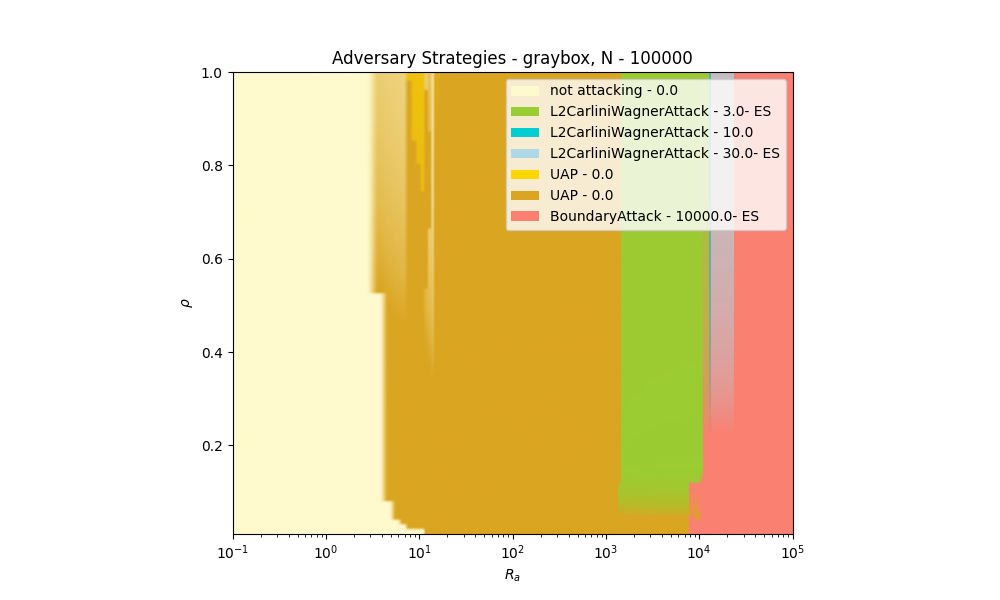 Adversary Strategies - graybox, N - 100000
1.0
0.8
0.6
0.4
0.2
ρ
not attacking - 0.0
L2CarliniWagnerAttack - 3.0- ES
L2CarliniWagnerAttack - 10.0
L2CarliniWagnerAttack - 30.0- ES
UAP - 0.0
UAP - 0.0
BoundaryAttack - 10000.0- ES
10⁻¹ 10⁰ 10¹ 10² 10³ 10⁴ 10⁵
Rₐ